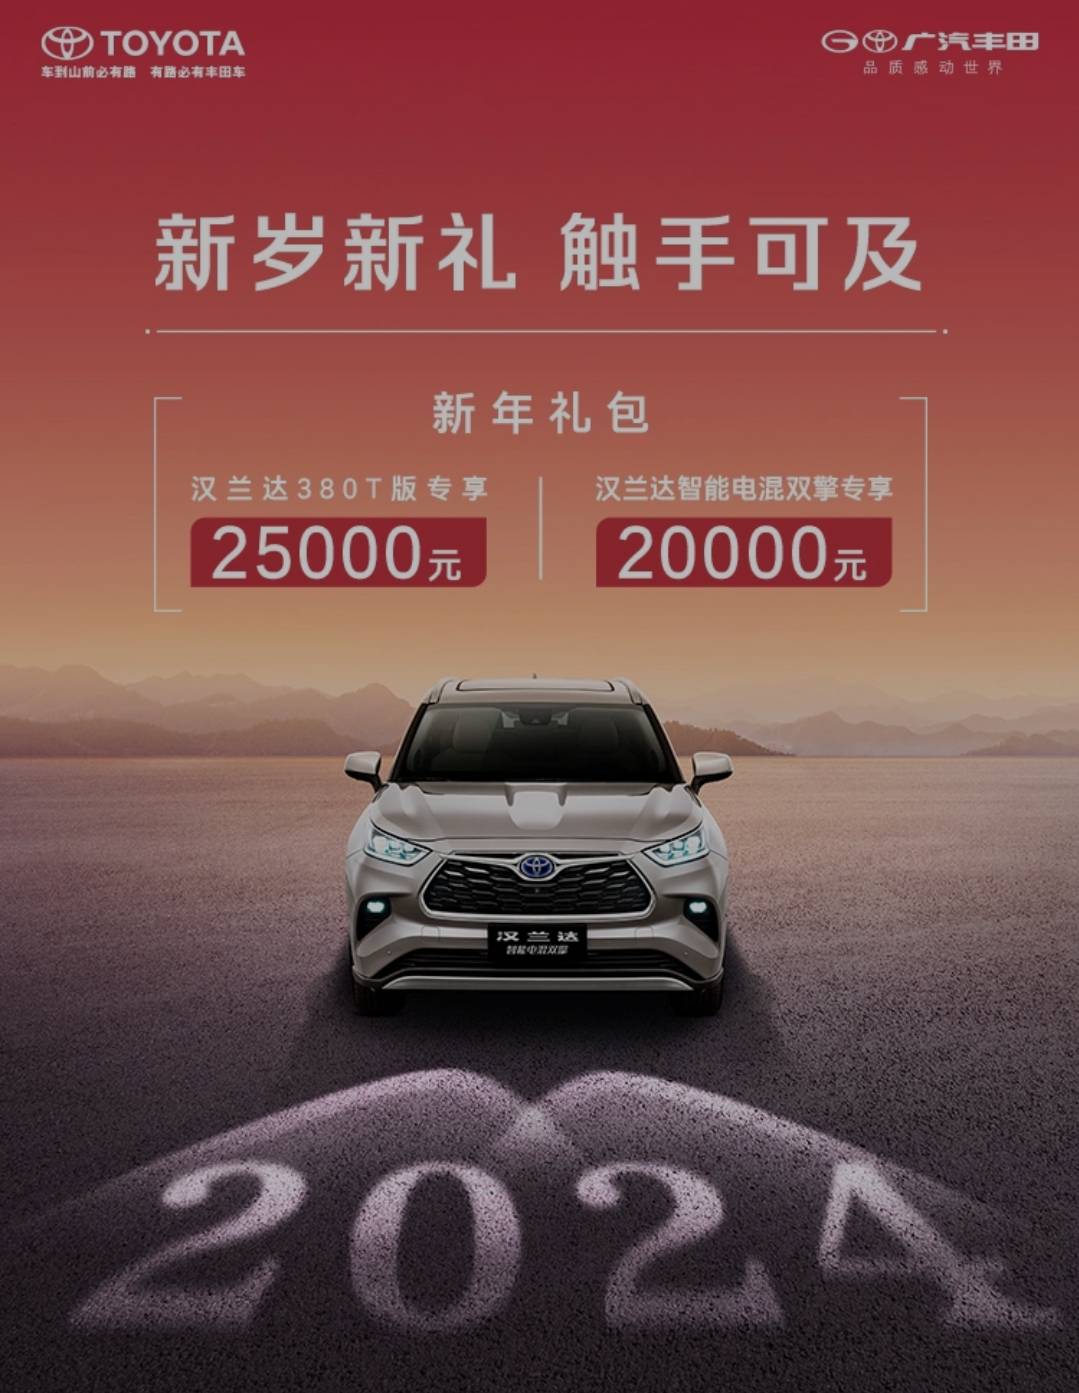 TOYOTA
车到山前必有路 有路必有丰田车
广汽丰田
品质感动世界
新岁新礼 触手可及
新年礼包
汉兰达380T版专享
25000元
汉兰达智能电混双擎专享
20000元
汉兰达
智能电混双擎
2024